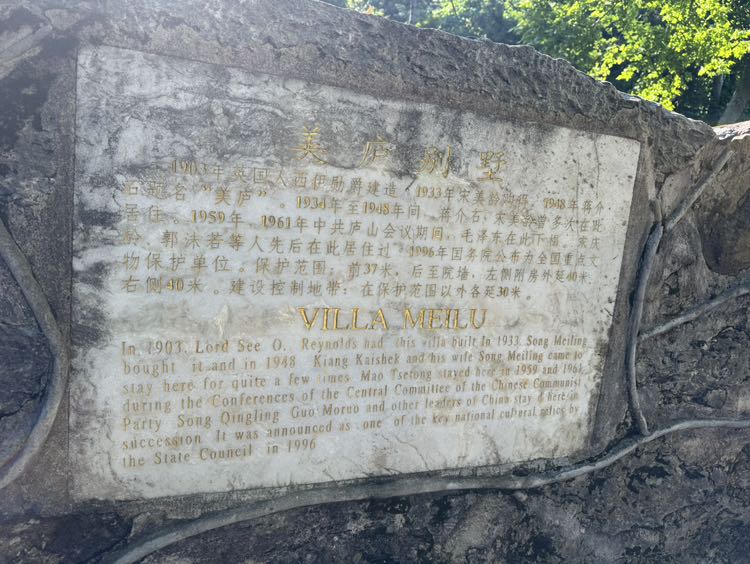 美庐别墅
1903年英国人西伊勋爵建造，1933年宋美龄购得，1948年蒋介
石题名“美庐”。1934年至1948年间，蒋介石、宋美龄曾多次在此
居住。1959年、1961年中共庐山会议期间，毛泽东在此下榻，宋庆
龄、郭沫若等人先后在此居住过。1996年国务院公布为全国重点文
物保护单位。保护范围：前37米，后至院墙，左侧附房外延40米，
右侧40米。建设控制地带：在保护范围以外各延30米。
VILLA MEILU
In 1903, Lord See O. Reynolds had this villa built In 1933 Song Meiling
bought it and in 1948 Kiang Kaishek and his wife Song Meiling came to
stay here for quite a few times Mao Tsetong stayed here in 1959 and 1961
during the Conferences of the Central Committee of the Chinese Communist
Party Song Qingling Guo Moruo and other leaders of China stay d here in
succession It was announced as one of the key national cultural relics by
the State Council in 1996